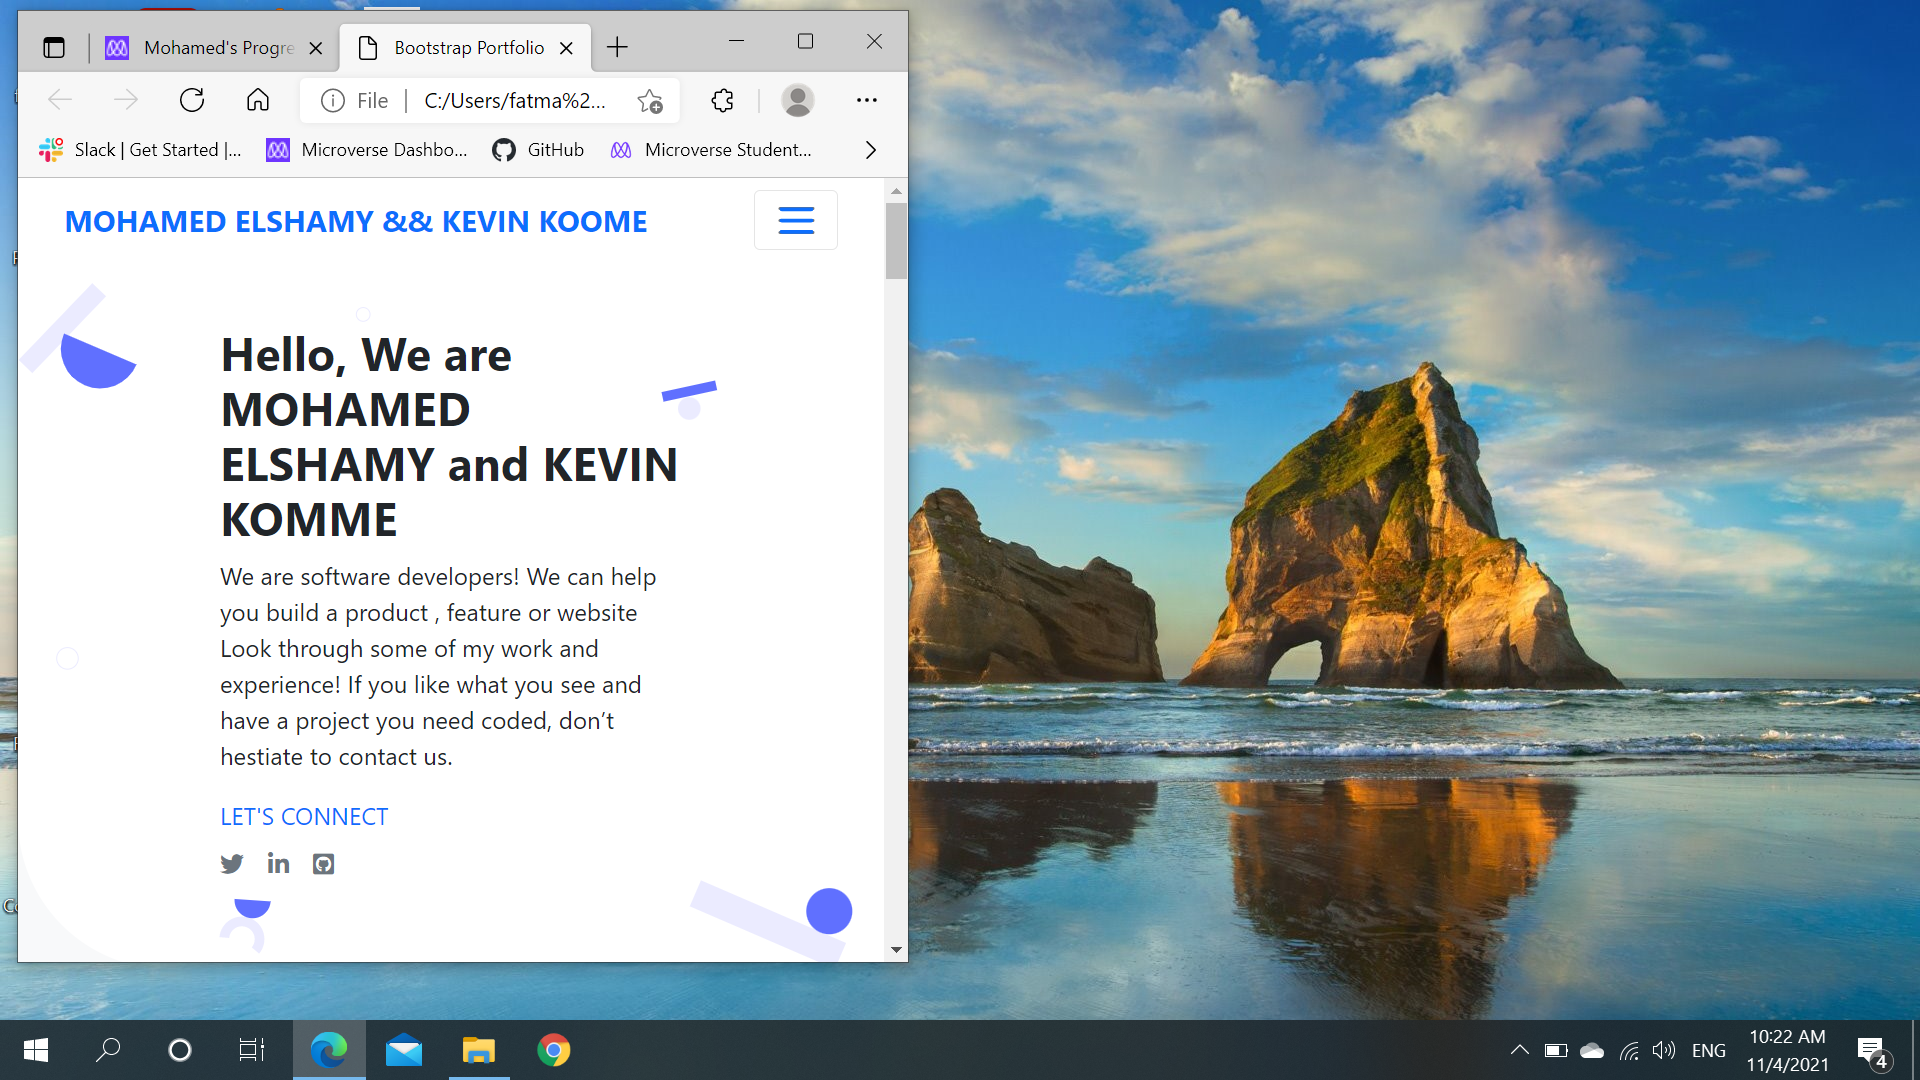 Mohamed's Progre
Bootstrap Portfolio
File
C:/Users/fatma%2...
Slack | Get Started |...
Microverse Dashbo...
GitHub
Microverse Student...
MOHAMED ELSHAMY && KEVIN KOOME
Hello, We are
MOHAMED
ELSHAMY and KEVIN
KOMME
We are software developers! We can help
you build a product , feature or website
Look through some of my work and
experience! If you like what you see and
have a project you need coded, don’t
hestiate to contact us.
LET'S CONNECT
in
ENG
10:22 AM
11/4/2021
4